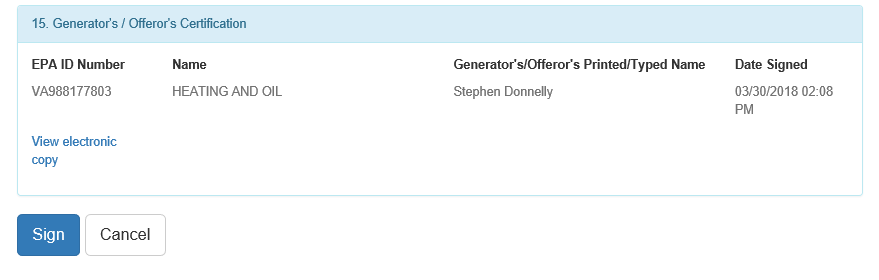 15. Generator's / Offeror's Certification
EPA ID Number Name Generator's/Offeror's Printed/Typed Name Date Signed
VA988177803 HEATING AND OIL Stephen Donnelly 03/30/2018 02:08
PM
View electronic
copy
Sign Cancel